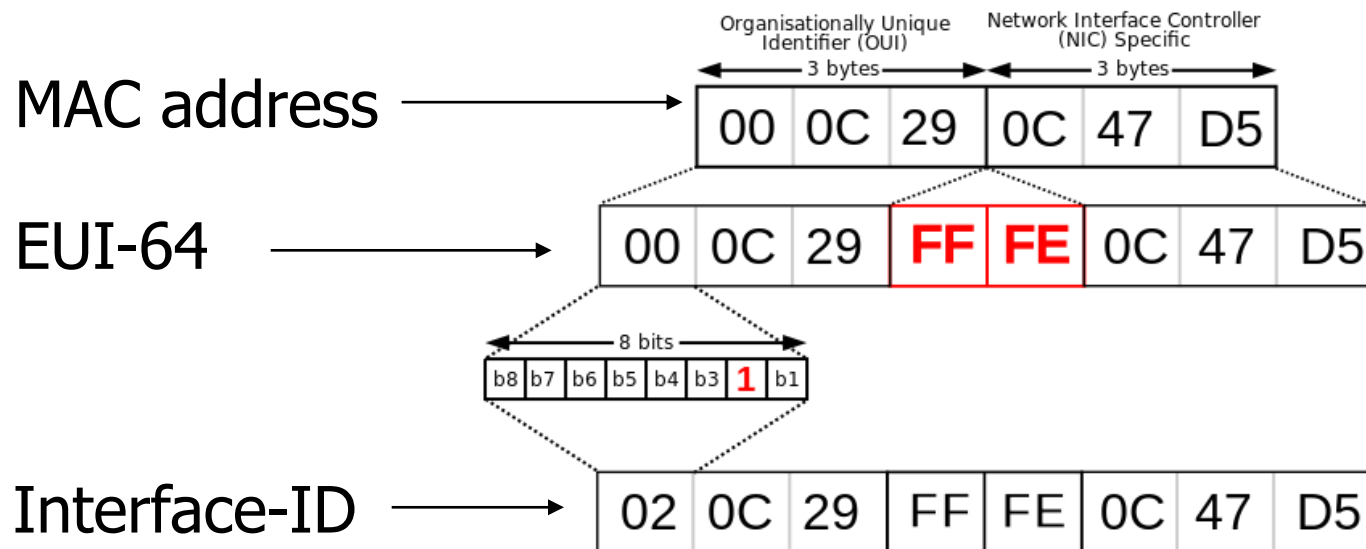 Organisationally Unique
Identifier (OUI)
Network Interface Controller
(NIC) Specific
3 bytes
3 bytes
MAC address
00 0C 29 0C 47 D5
EUI-64
00 0C 29 FF FE 0C 47 D5
8 bits
b8 b7 b6 b5 b4 b3 1 b1
Interface-ID
02 0C 29 FF FE 0C 47 D5